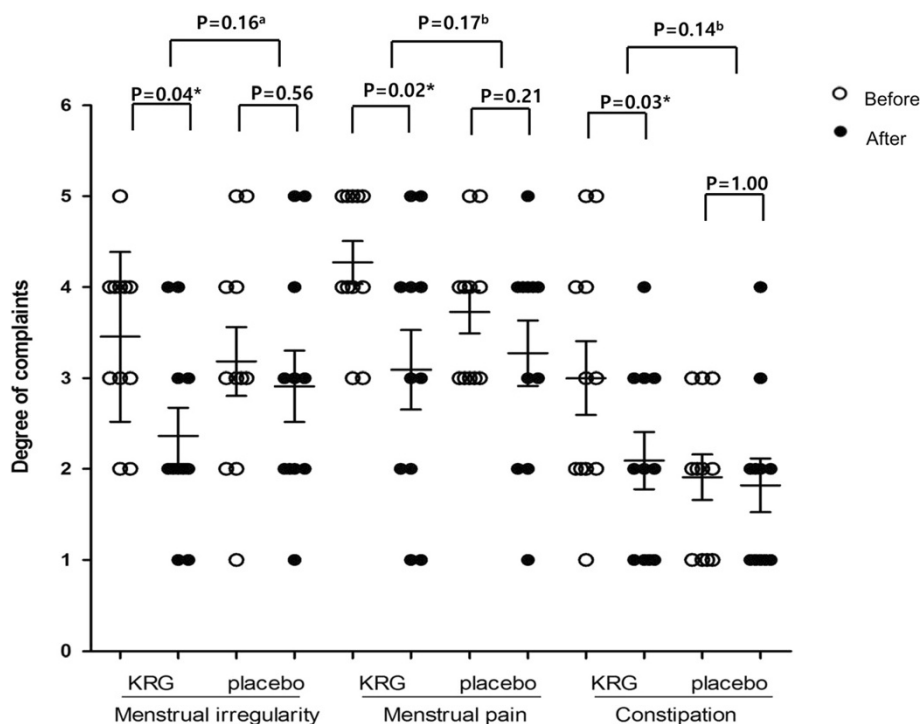 P=0.16ᵃ P=0.17ᵇ P=0.14ᵇ
P=0.04* P=0.56 P=0.02* P=0.21 P=0.03*
P=1.00
Before
After
Degree of complaints
6
5
4
3
2
1
0
KRG placebo KRG placebo KRG placebo
Menstrual irregularity Menstrual pain Constipation